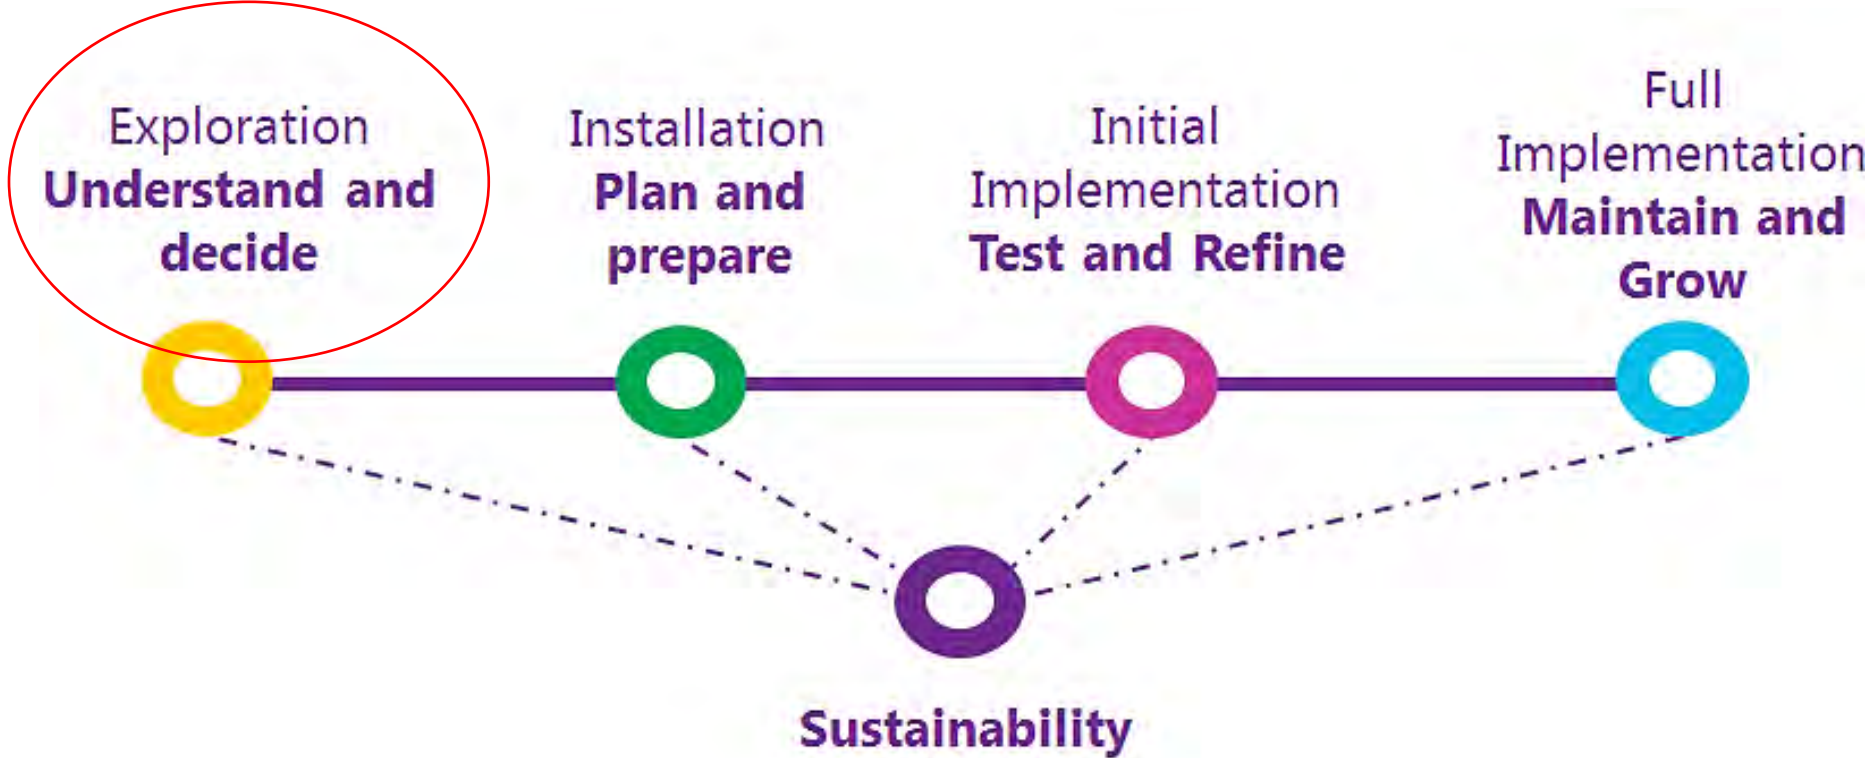 Exploration
Understand and
decide
Installation
Plan and
prepare
Initial
Implementation
Test and Refine
Full
Implementation
Maintain and
Grow
Sustainability